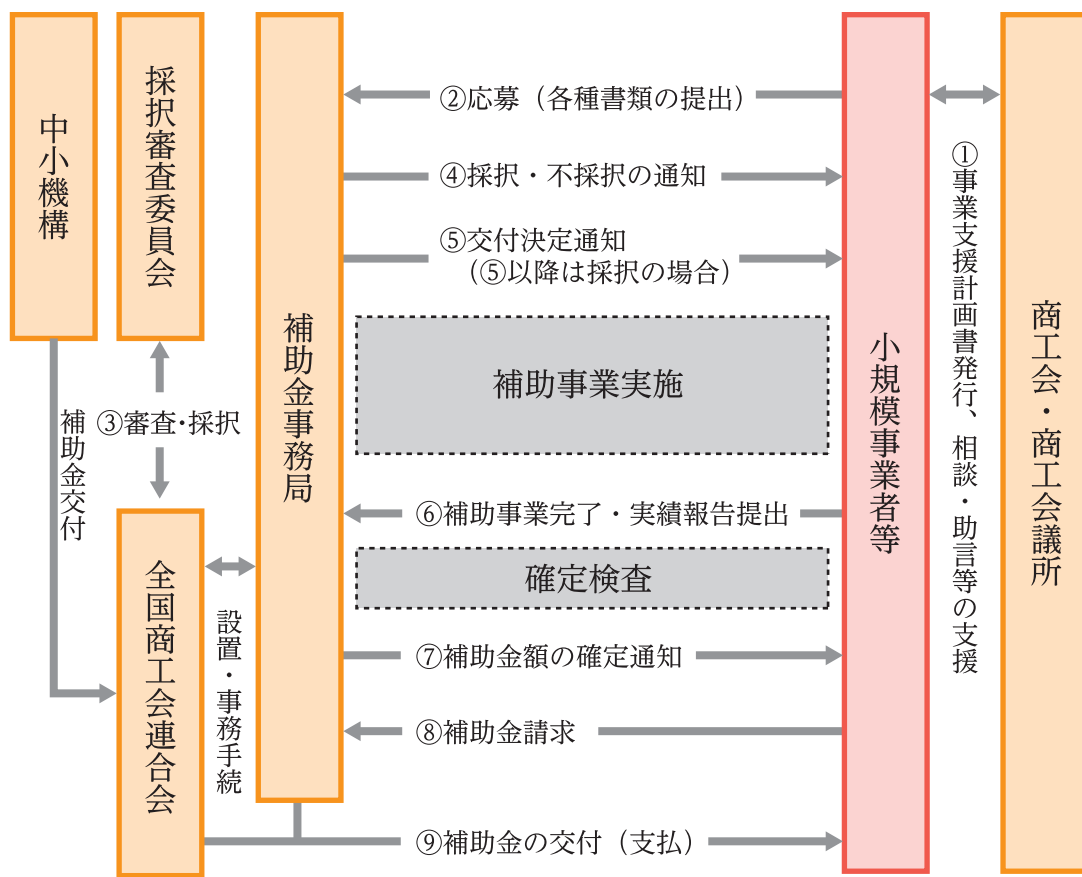 中小機構
採択審査委員会
補助金事務局
小規模事業者等
商工会・商工会議所
全国商工会連合会
①事業支援計画書発行、相談・助言等の支援
②応募（各種書類の提出）
③審査・採択
④採択・不採択の通知
⑤交付決定通知
（⑤以降は採択の場合）
補助事業実施
⑥補助事業完了・実績報告提出
確定検査
⑦補助金額の確定通知
⑧補助金請求
⑨補助金の交付（支払）
補助金交付
設置・事務手続